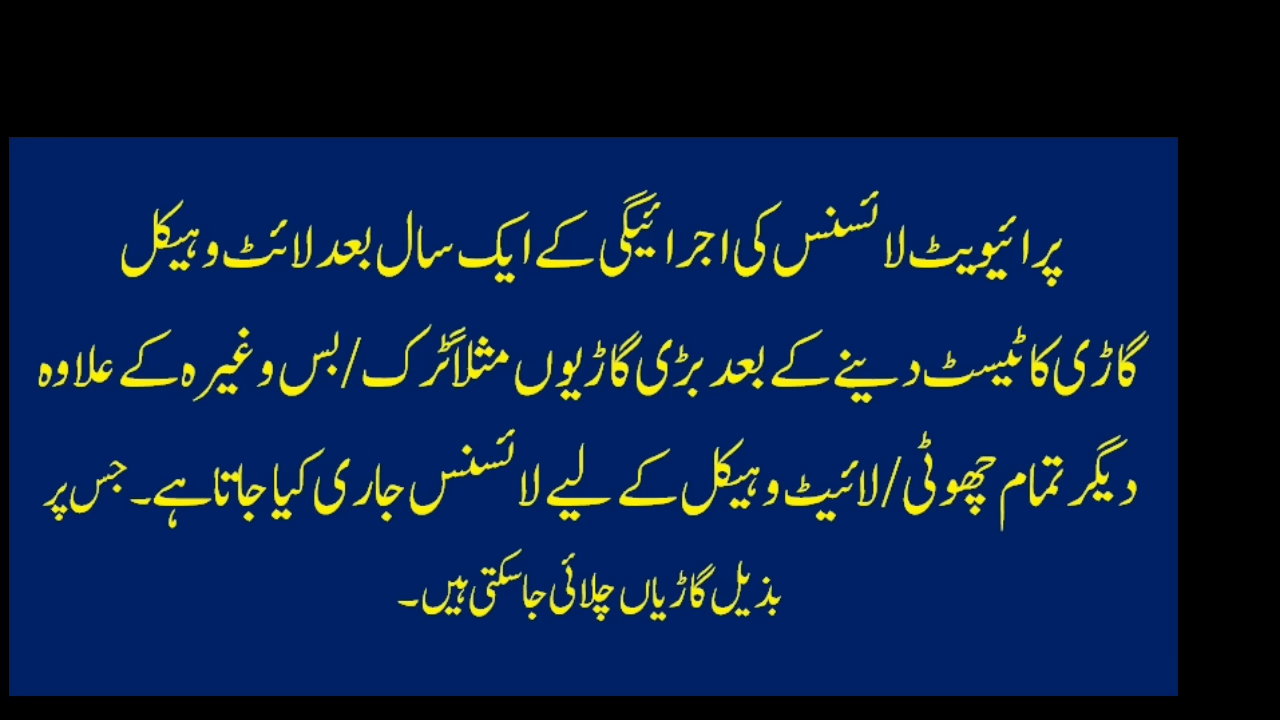 پرائیویٹ لائسنس کی اجرائیگی کے ایک سال بعد لائٹ وہیکل
گاڑی کا ٹیسٹ دینے کے بعد بڑی گاڑیوں مثلاً ٹرک/بس وغیرہ کے علاوہ
دیگر تمام چھوٹی/لائیٹ وہیکل کے لیے لائسنس جاری کیا جاتا ہے۔ جس پر
بذیل گاڑیاں چلائی جا سکتی ہیں۔